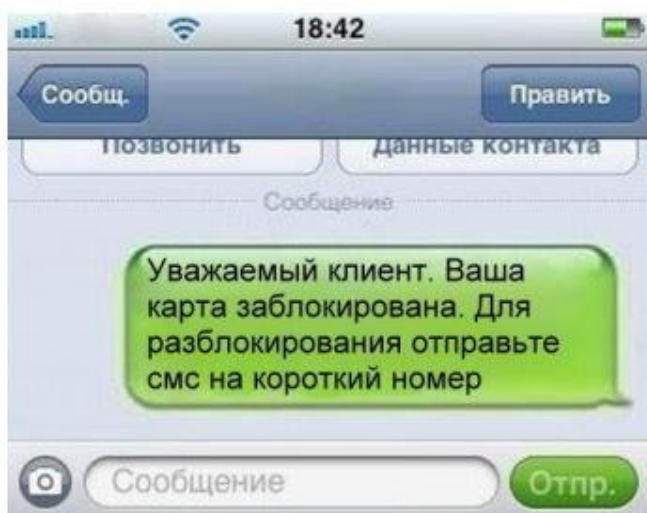 18:42
Сообщ.
Править
Позвонить
Данные контакта
Сообщение
Уважаемый клиент. Ваша
карта заблокирована. Для
разблокирования отправьте
смс на короткий номер
Сообщение
Отпр.